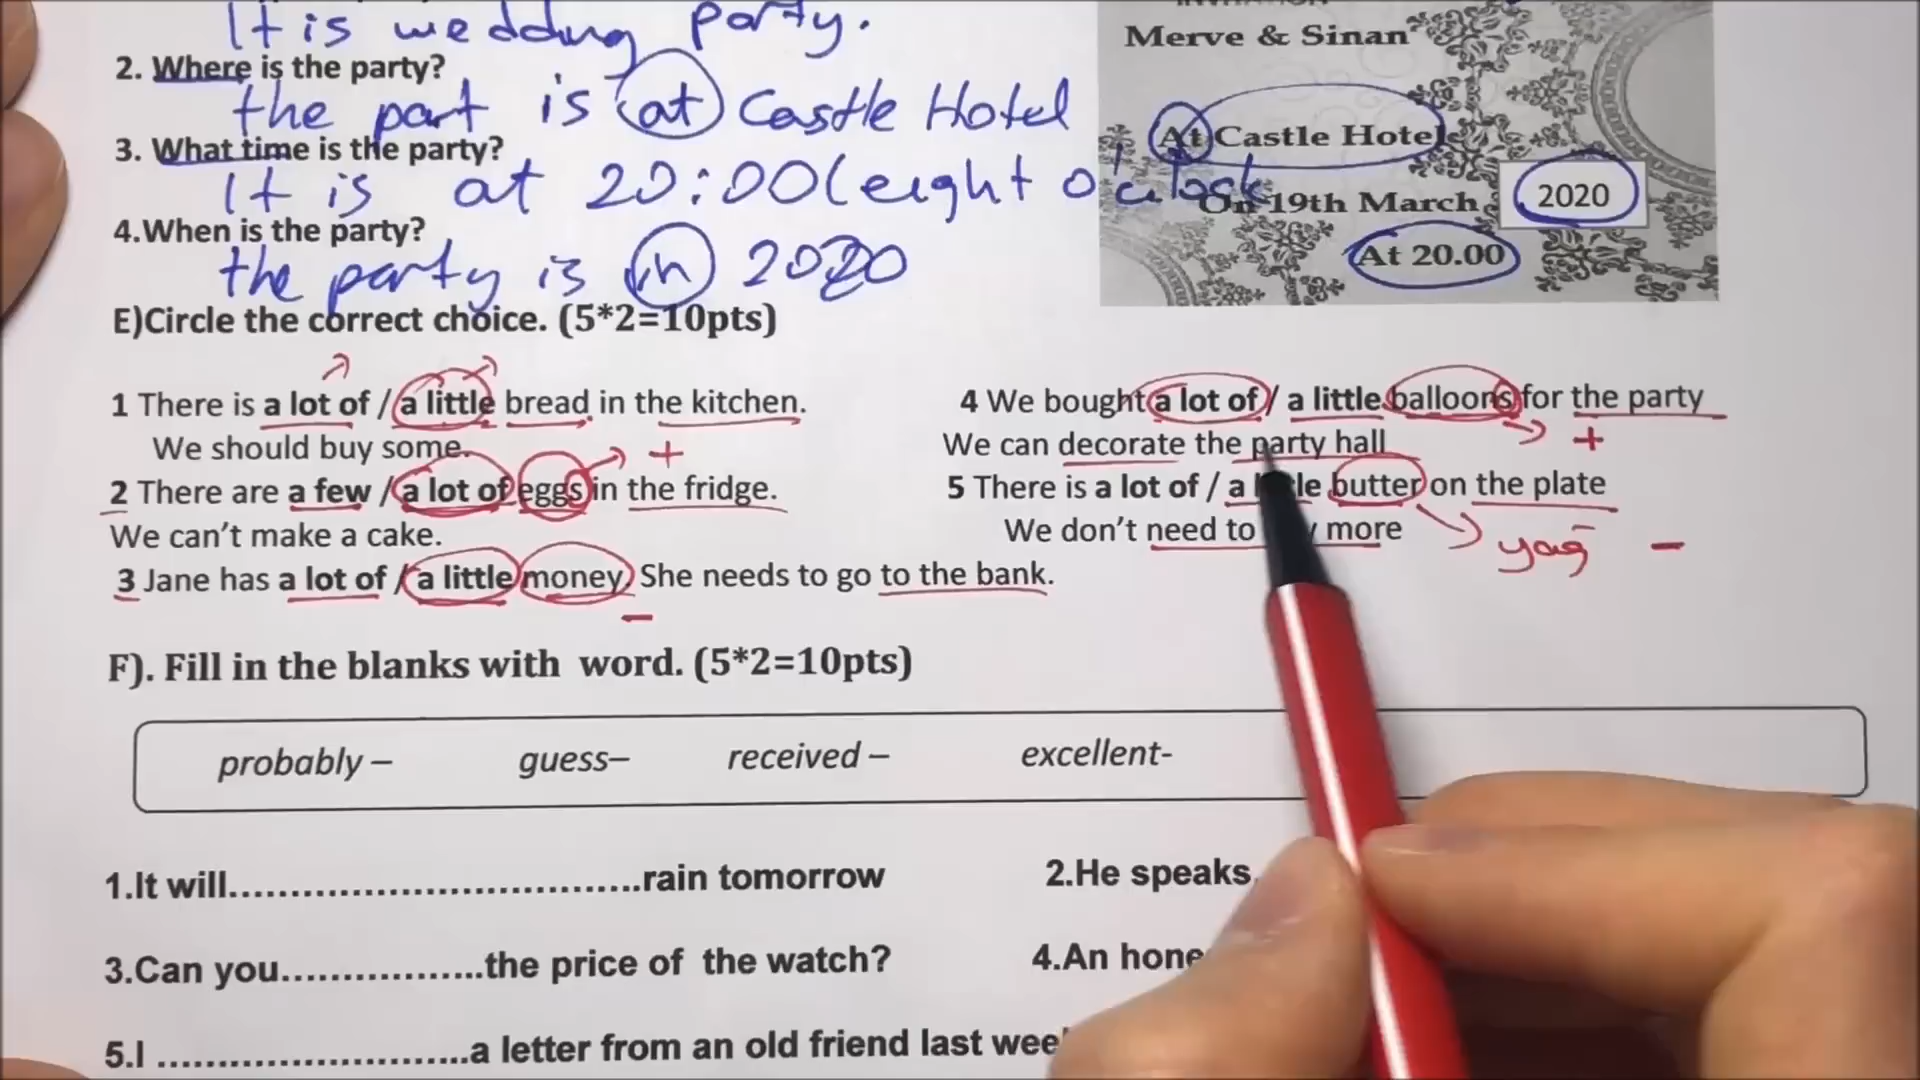 It is wedding party.
2. Where is the party?
the part is at Castle Hotel
3. What time is the party?
It is at 20:00 (eight o'clock
4.When is the party?
the party is in 2020
Merve & Sinan
At Castle Hotel
On 19th March 2020
At 20.00
E)Circle the correct choice. (5*2=10pts)
1 There is a lot of / a little bread in the kitchen.
We should buy some.
+
2 There are a few / a lot of eggs in the fridge.
We can't make a cake.
3 Jane has a lot of / a little money. She needs to go to the bank.
-
4 We bought a lot of / a little balloons for the party
We can decorate the party hall
+
5 There is a lot of / a butter on the plate
We don't need to more
yağ -
F). Fill in the blanks with word. (5*2=10pts)
probably – guess– received – excellent-
1.It will.................................rain tomorrow
2.He speaks.
3.Can you................the price of the watch?
4.An
5.I .........................a letter from an old friend last